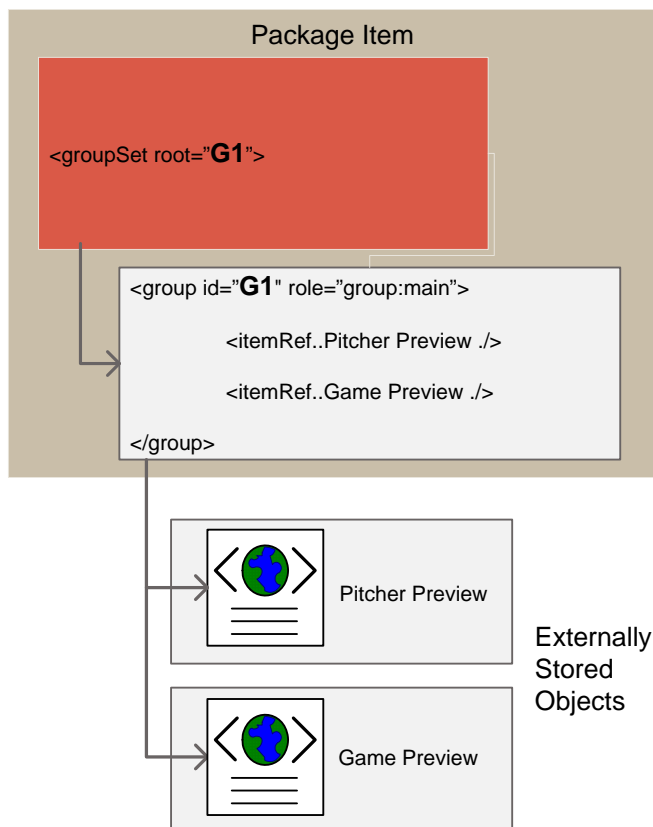 Package Item
<groupSet root=”G1”>
<group id=”G1" role=”group:main”>
<itemRef..Pitcher Preview ./>
<itemRef..Game Preview ./>
</group>
Pitcher Preview
Externally
Stored
Objects
Game Preview